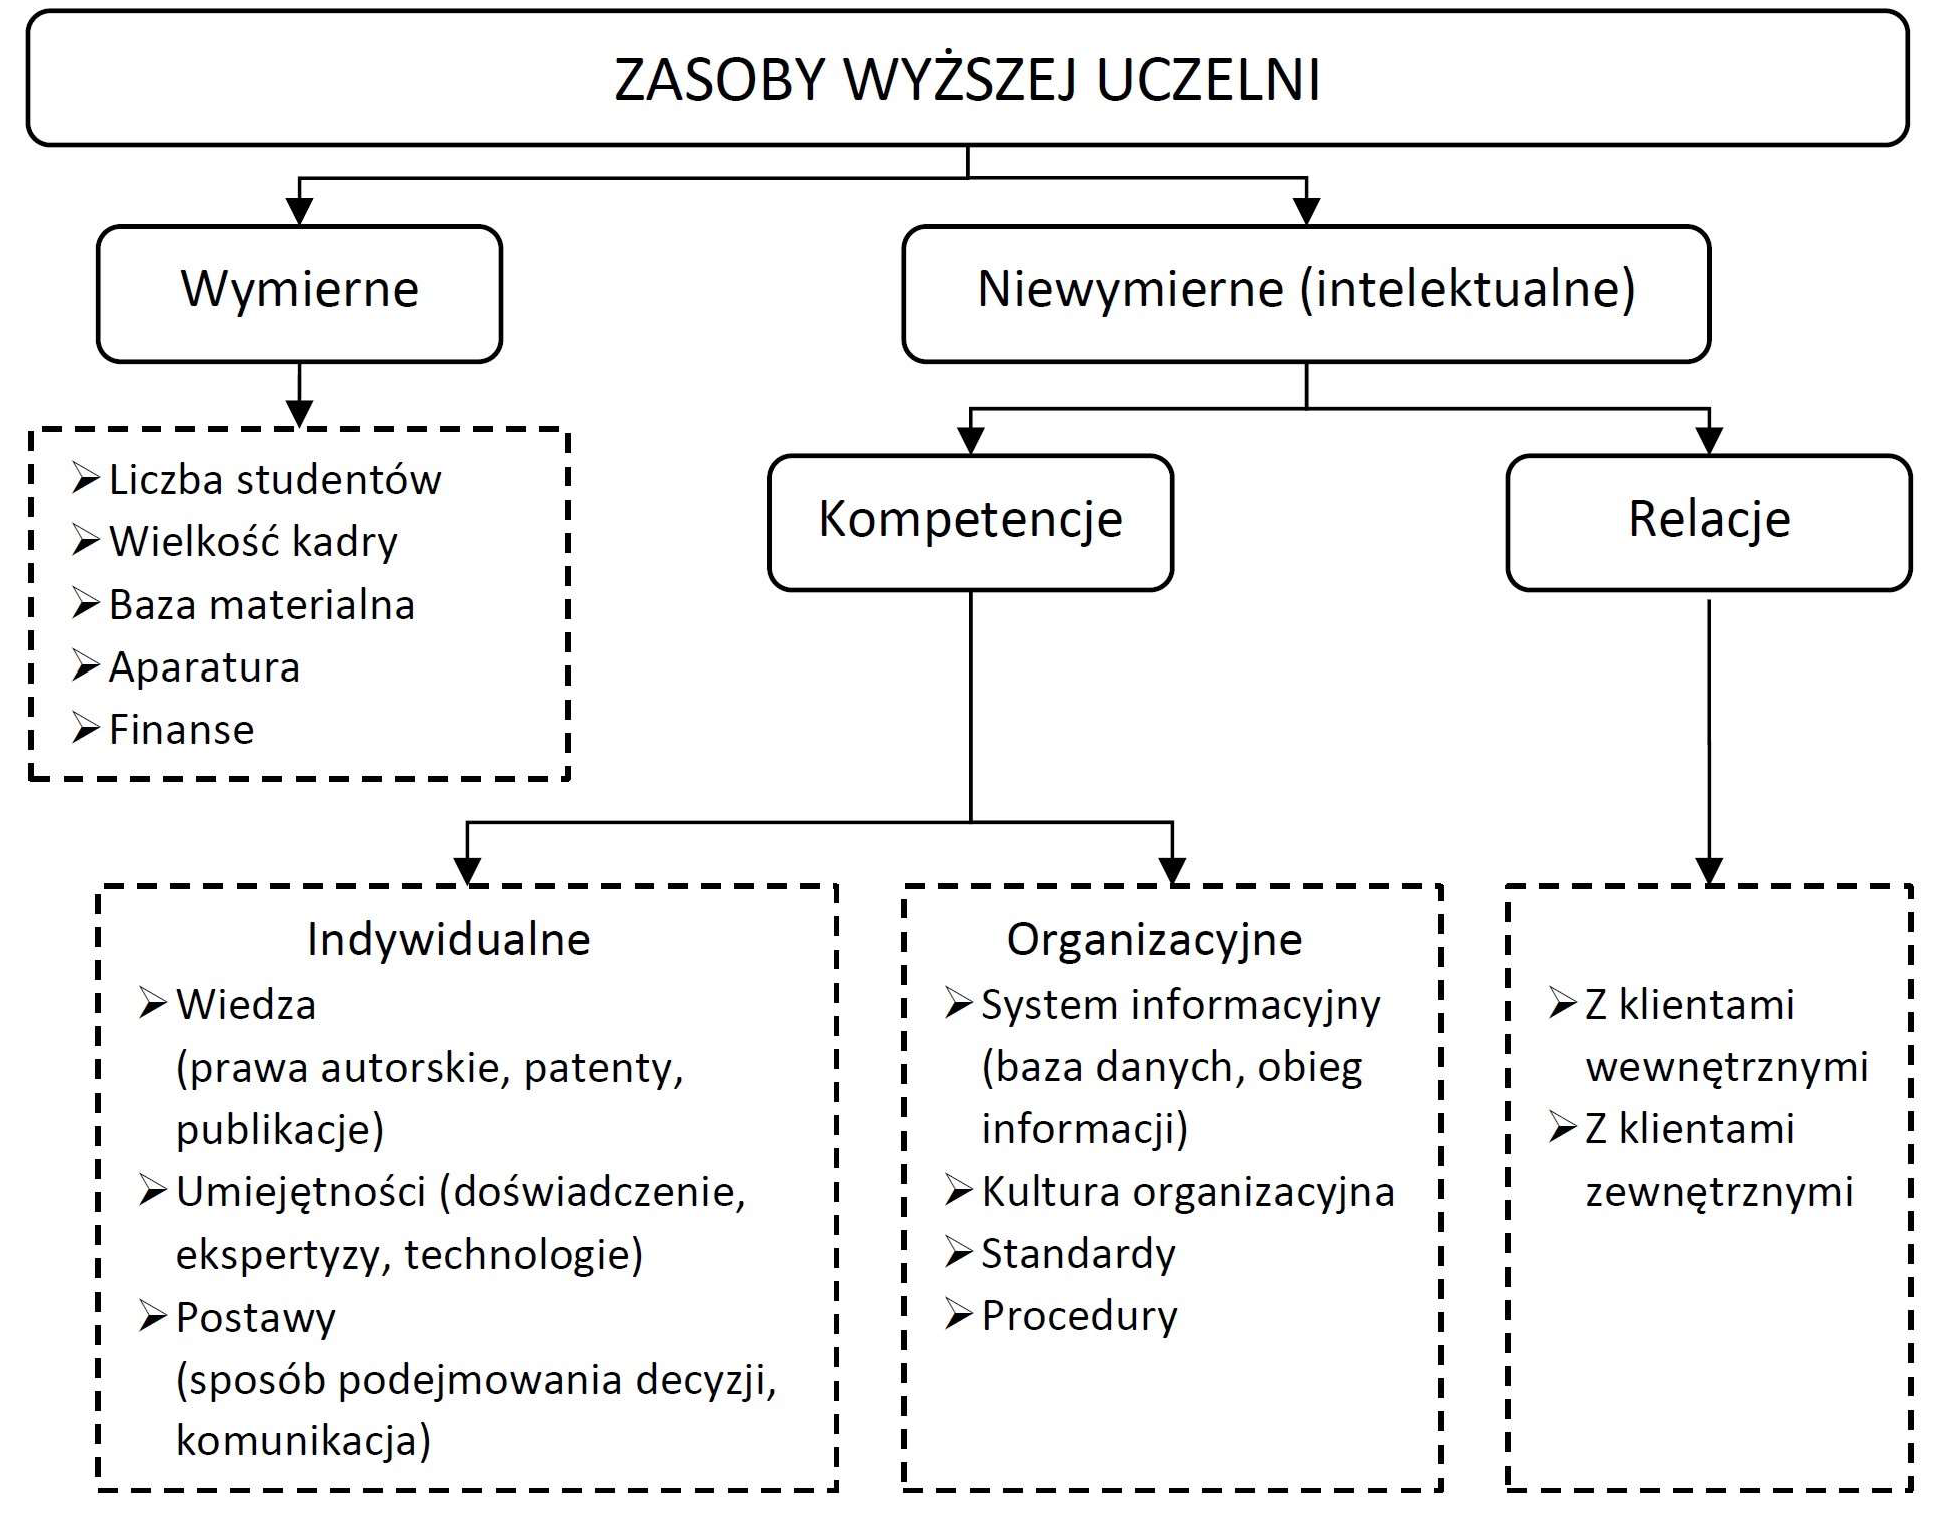 ZASOBY WYŻSZEJ UCZELNI
Wymierne
Niewymierne (intelektualne)
Liczba studentów
Wielkość kadry
Baza materialna
Aparatura
Finanse
Kompetencje
Relacje
Indywidualne
Wiedza
(prawa autorskie, patenty,
publikacje)
Umiejętności (doświadczenie,
ekspertyzy, technologie)
Postawy
(sposób podejmowania decyzji,
komunikacja)
Organizacyjne
System informacyjny
(baza danych, obieg
informacji)
Kultura organizacyjna
Standardy
Procedury
Z klientami
wewnętrznymi
Z klientami
zewnętrznymi